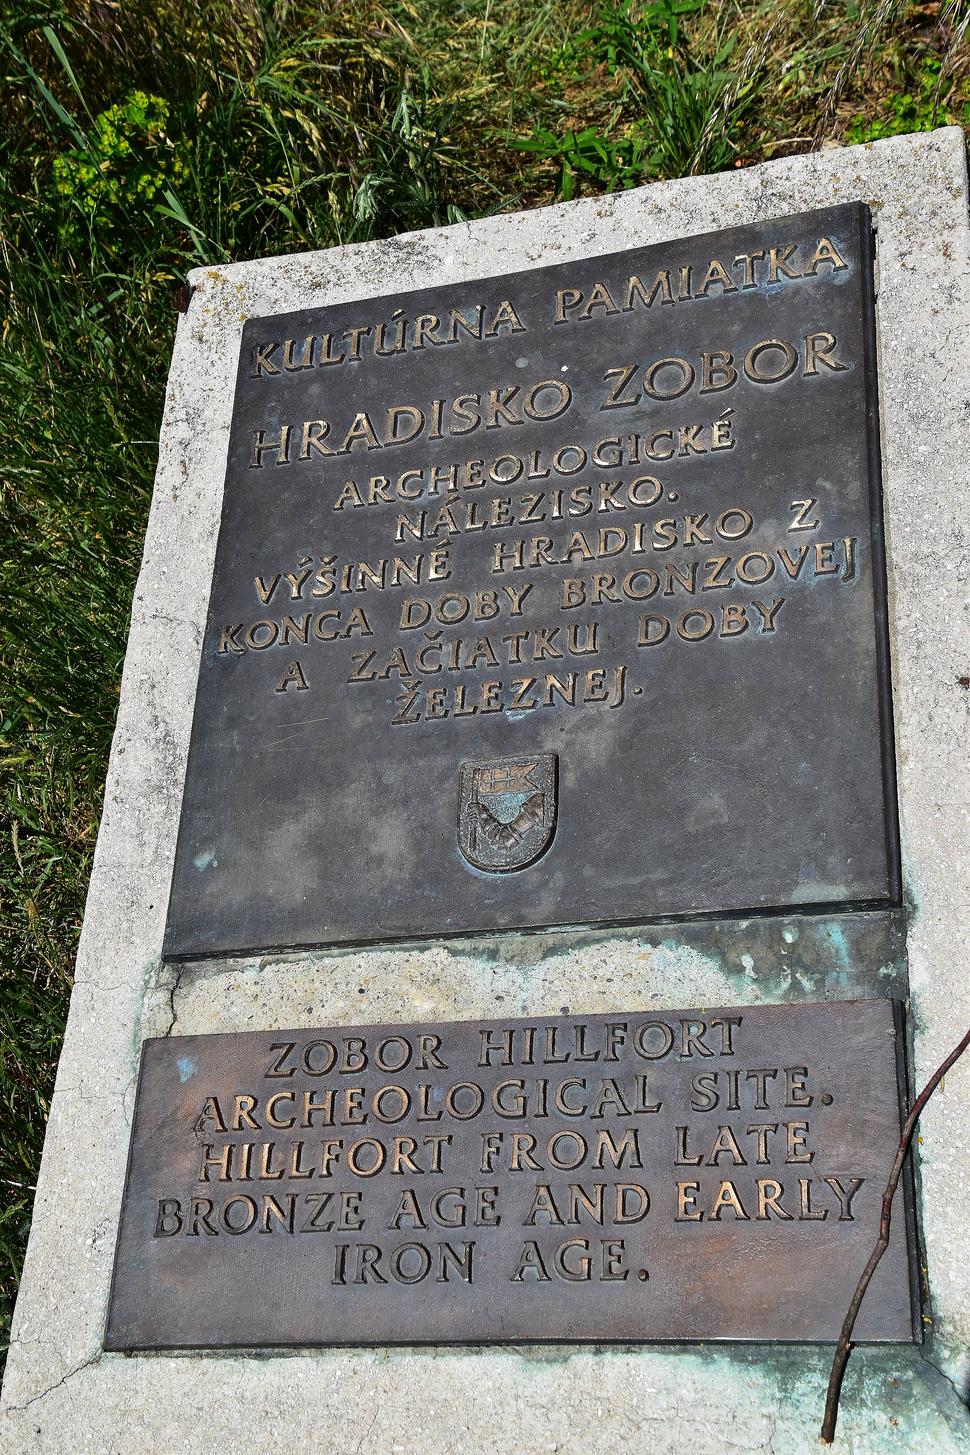 KULTÚRNA PAMIATKA
HRADISKO ZOBOR
ARCHEOLOGICKÉ
NÁLEZISKO.
VÝŠINNÉ HRADISKO Z
KONCA DOBY BRONZOVEJ
A ZAČIATKU DOBY
ŽELEZNEJ.
ZOBOR HILLFORT
ARCHEOLOGICAL SITE.
HILLFORT FROM LATE
BRONZE AGE AND EARLY
IRON AGE.